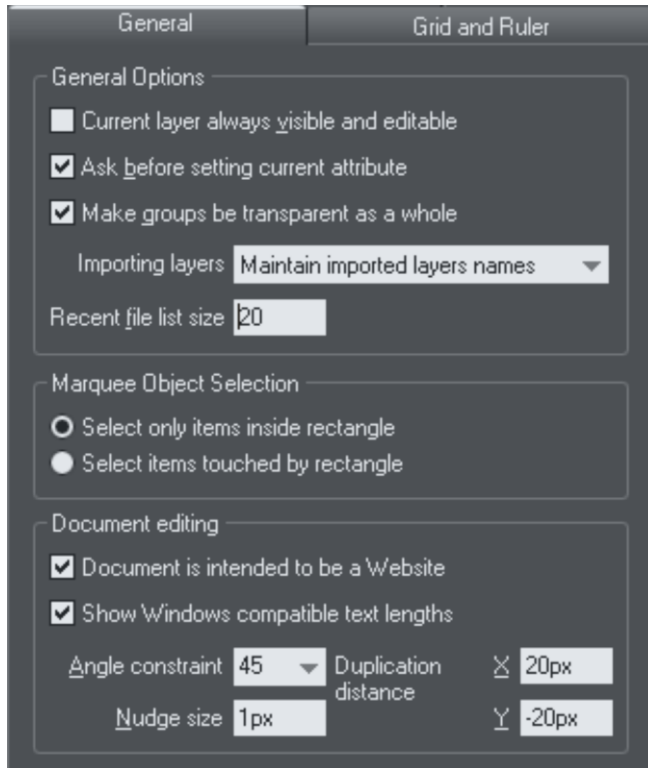 General
Grid and Ruler
General Options
Current layer always visible and editable
Ask before setting current attribute
Make groups be transparent as a whole
Importing layers Maintain imported layers names
Recent file list size 20
Marquee Object Selection
Select only items inside rectangle
Select items touched by rectangle
Document editing
Document is intended to be a Website
Show Windows compatible text lengths
Angle constraint 45 Duplication distance X 20px
Nudge size 1px Y -20px